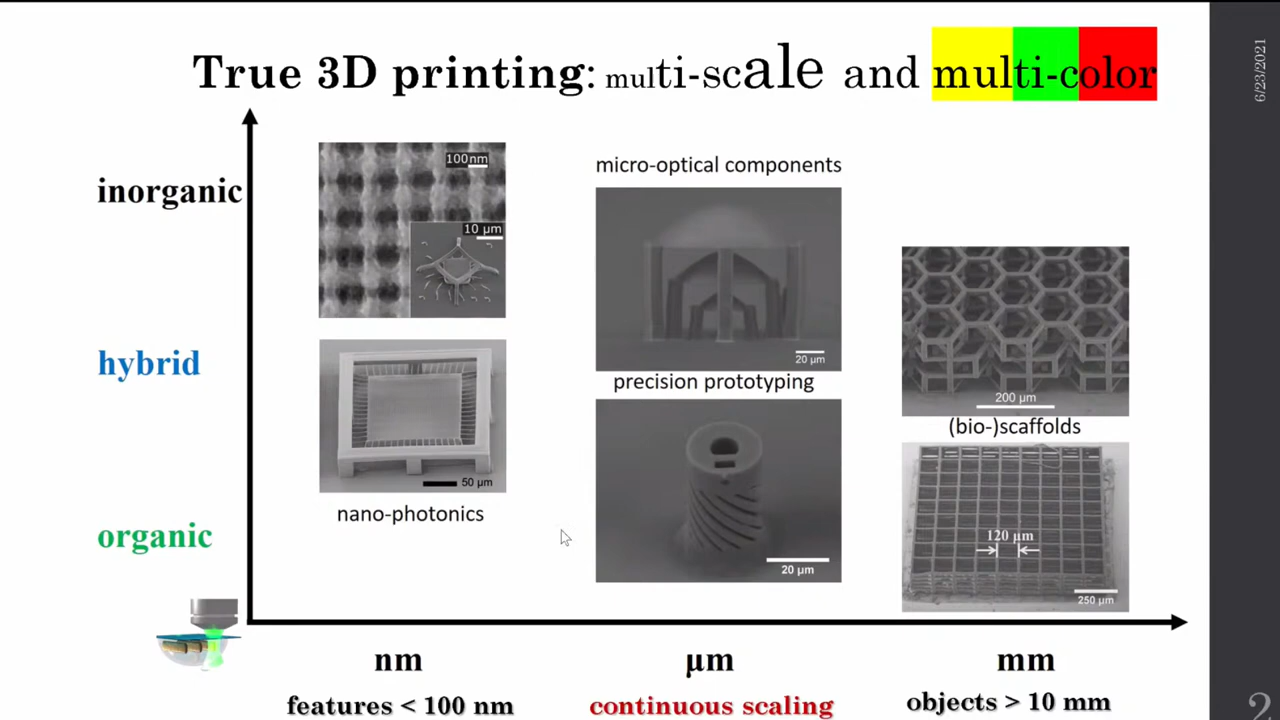 True 3D printing: multi-scale and multi-color
6/23/2021
inorganic
hybrid
organic
100nm
10 µm
50 µm
nano-photonics
micro-optical components
20 µm
precision prototyping
20 µm
200 µm
(bio-)scaffolds
120 µm
250 µm
nm
µm
mm
features < 100 nm
continuous scaling
objects > 10 mm
2